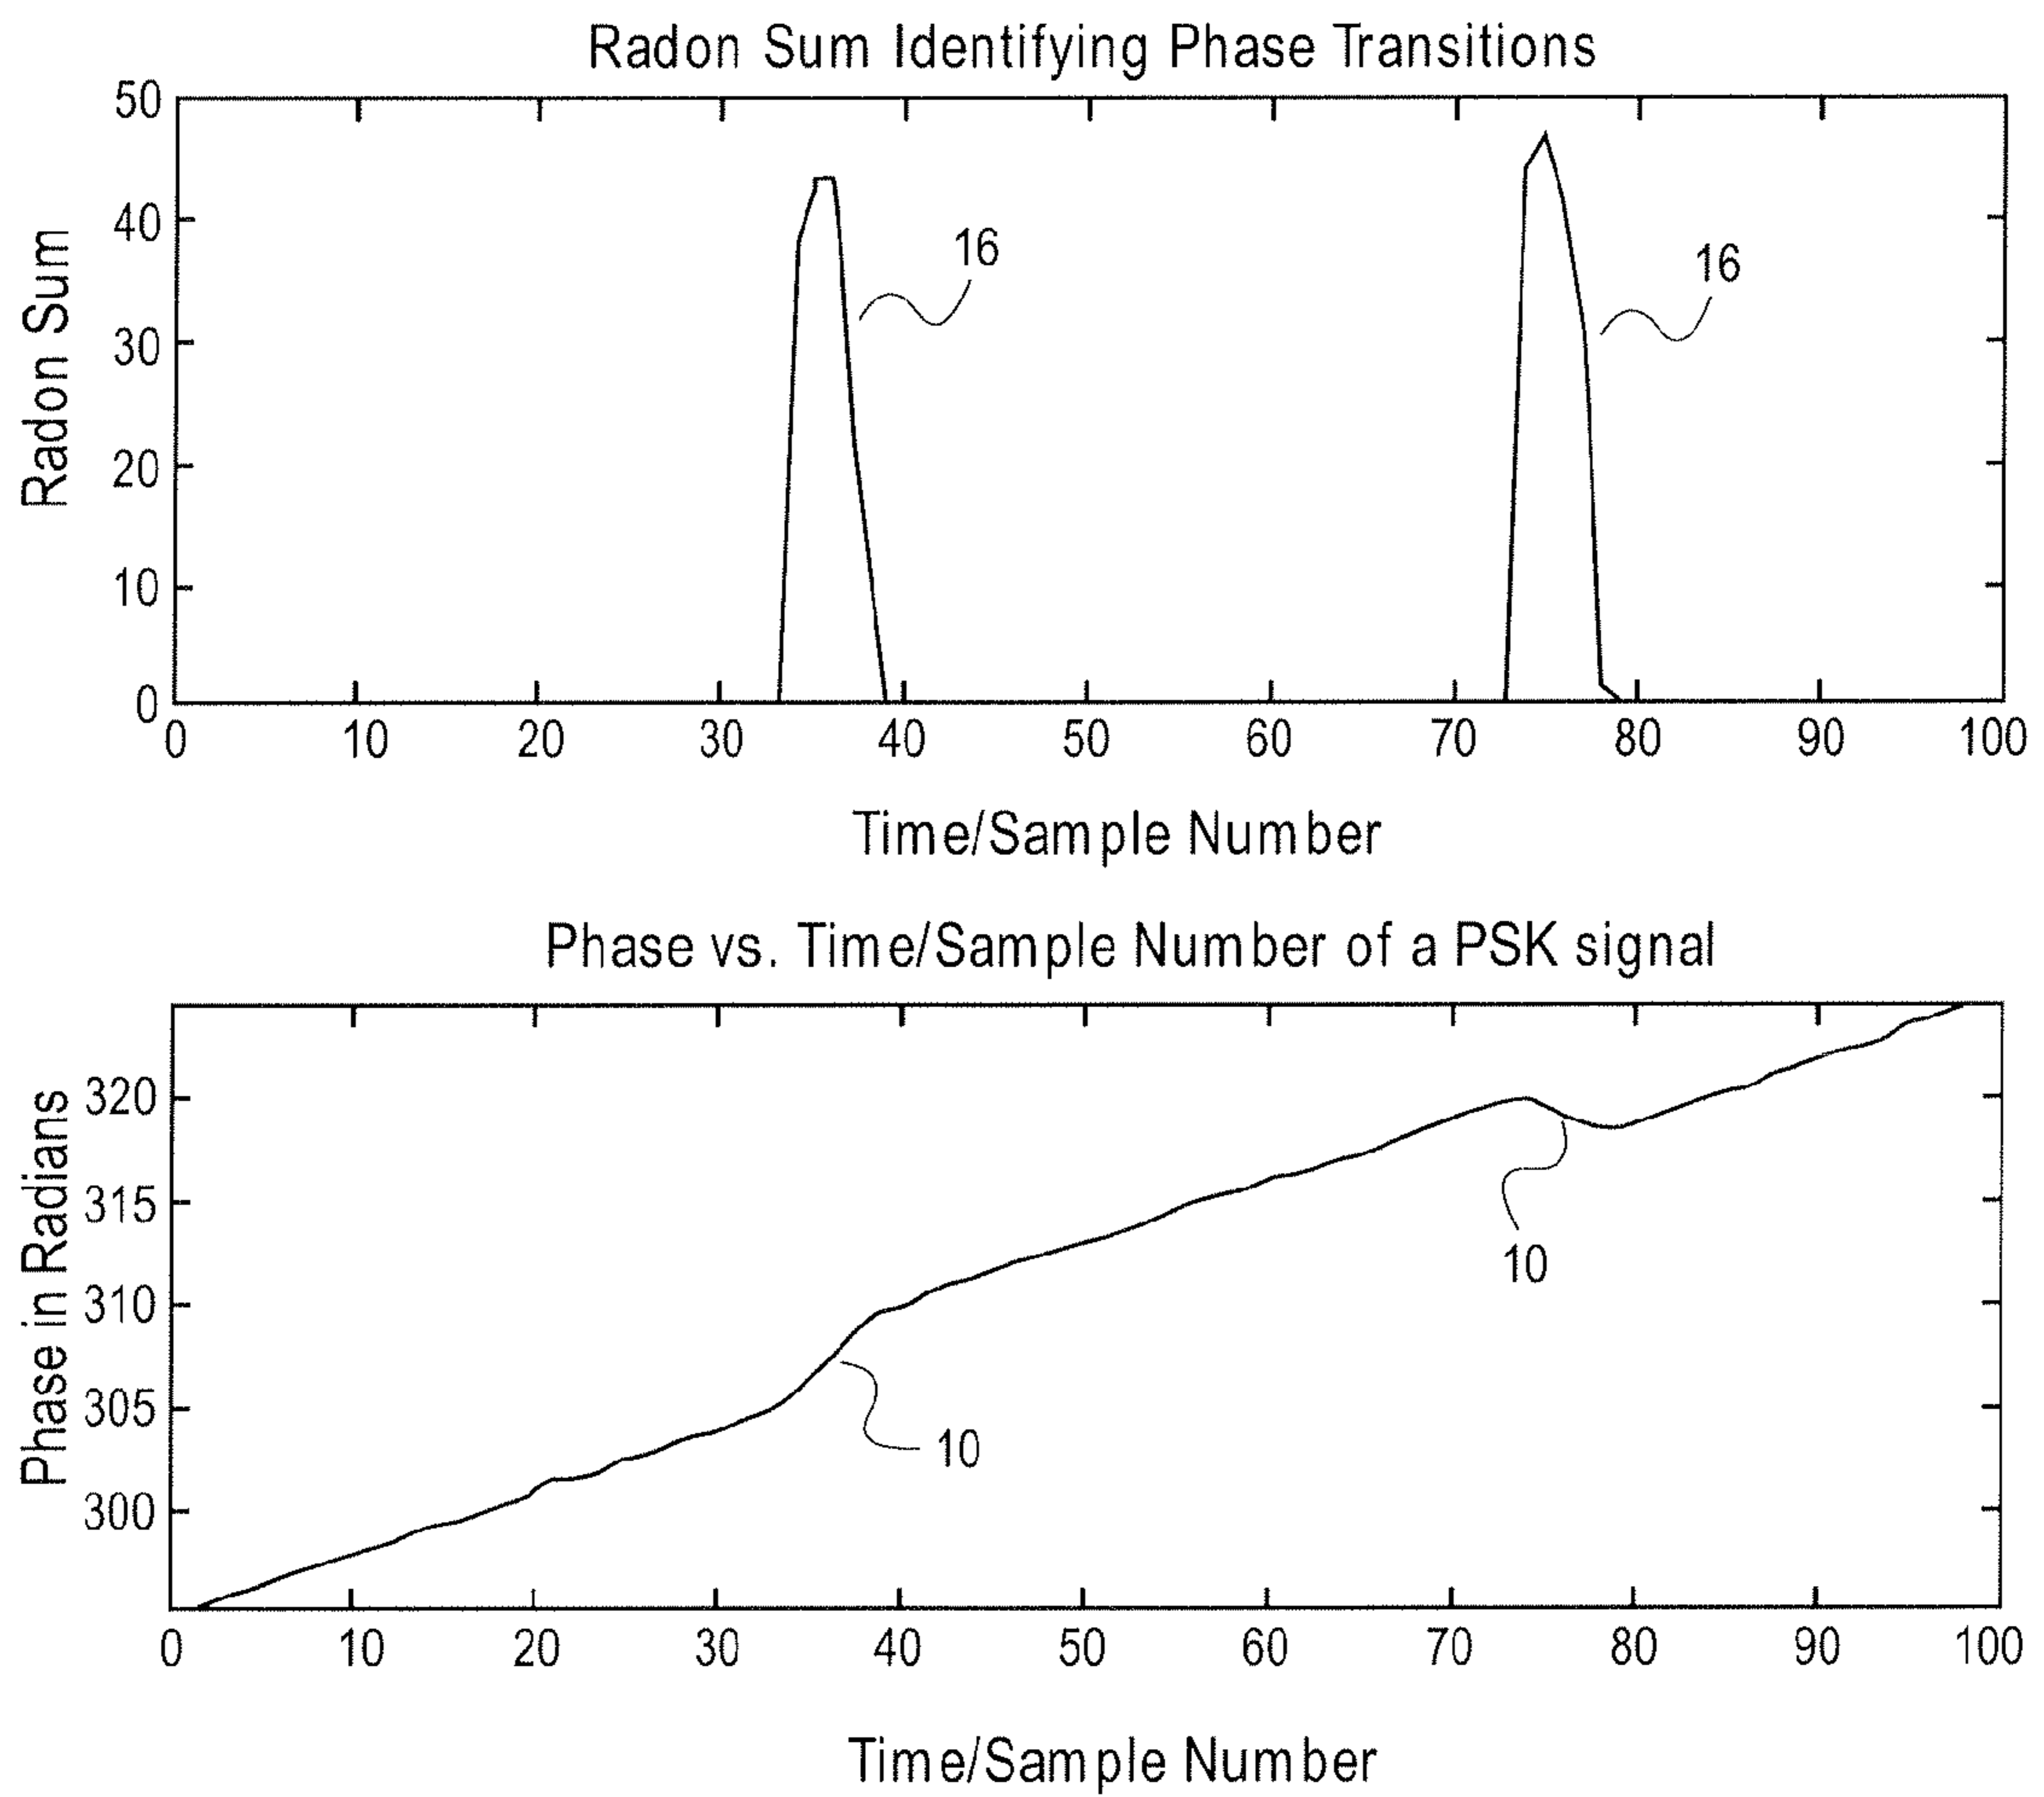 Radon Sum Identifying Phase Transitions
50
40
30
20
10
0
Radon Sum
16
16
0 10 20 30 40 50 60 70 80 90 100
Time/Sample Number
Phase vs. Time/Sample Number of a PSK signal
320
315
310
305
300
Phase in Radians
10
10
0 10 20 30 40 50 60 70 80 90 100
Time/Sample Number